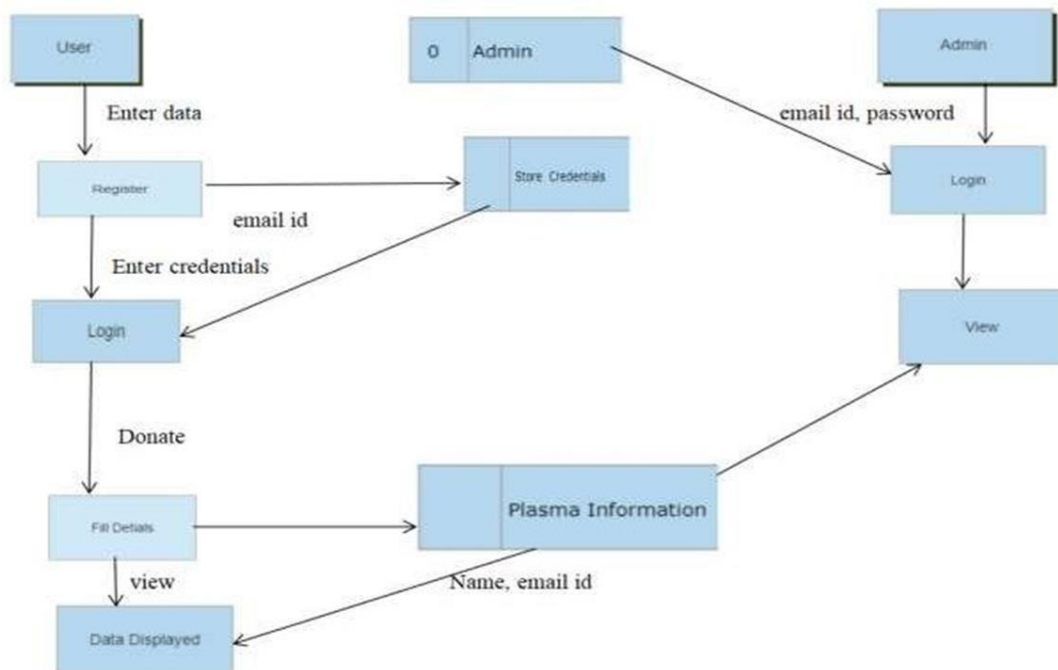 User
0 Admin
Admin
Enter data
email id, password
Register
Store Credentials
Login
email id
Enter credentials
Login
View
Donate
Plasma Information
Fill Detials
view
Name, email id
Data Displayed